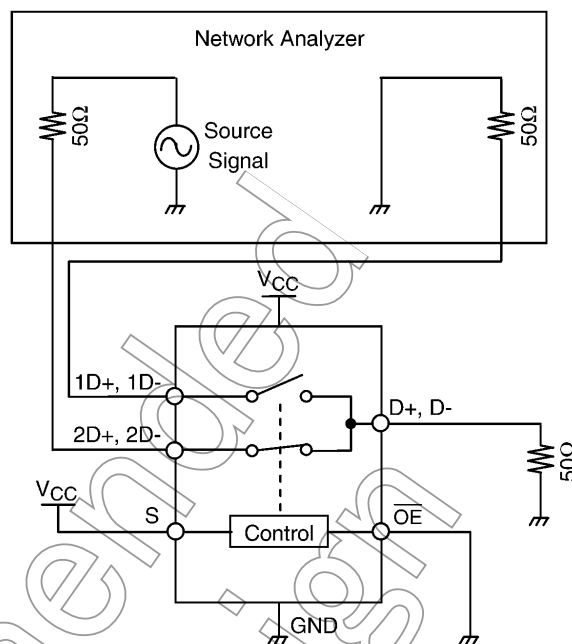 Network Analyzer
50Ω
Source
Signal
50Ω
VCC
1D+, 1D-
D+, D-
2D+, 2D-
50Ω
VCC
S
OE
Control
GND